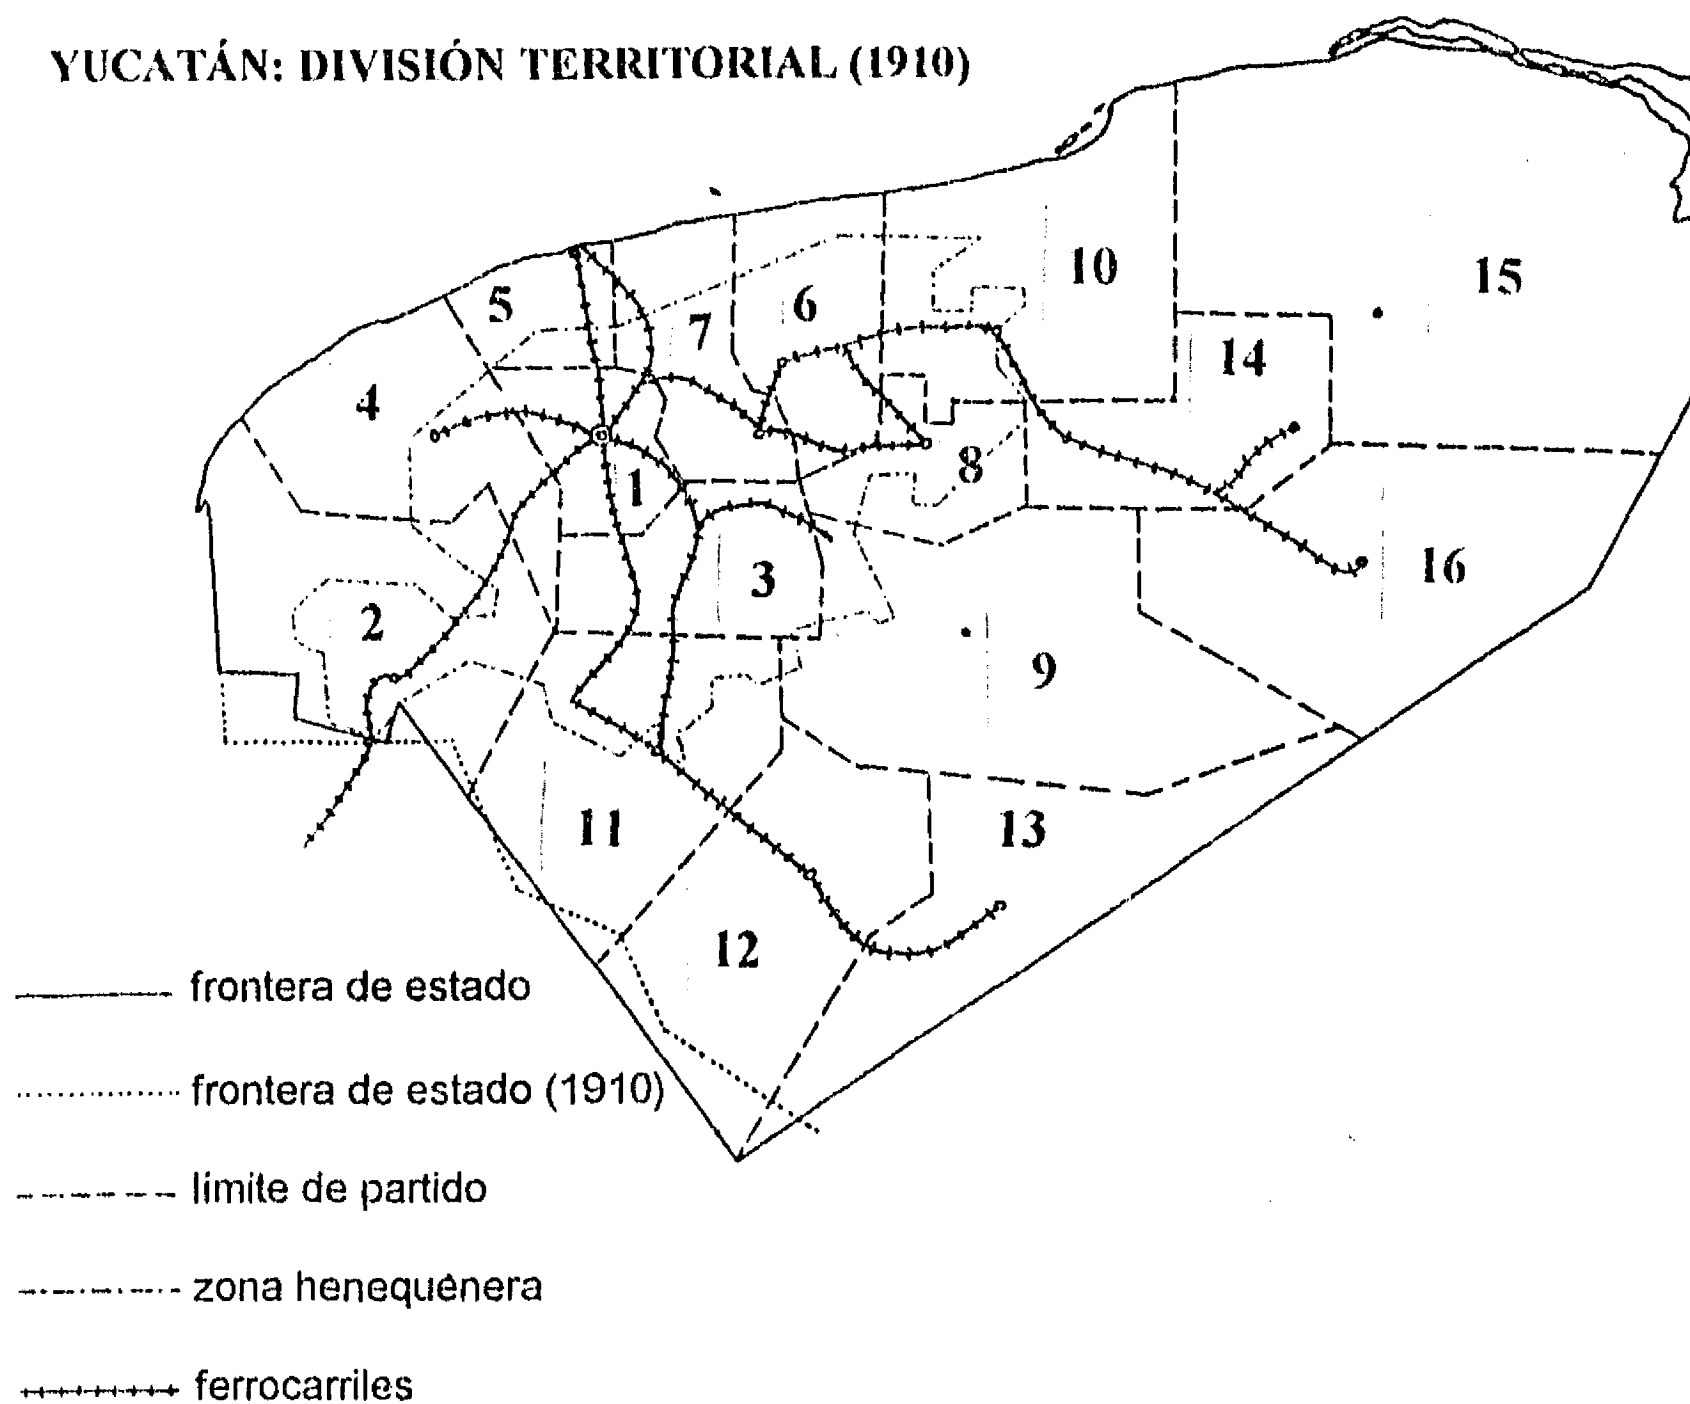 YUCATÁN: DIVISIÓN TERRITORIAL (1910)
10
15
5
6
7
14
4
8
1
16
3
2
9
11
13
12
frontera de estado
frontera de estado (1910)
límite de partido
zona henequénera
ferrocarriles